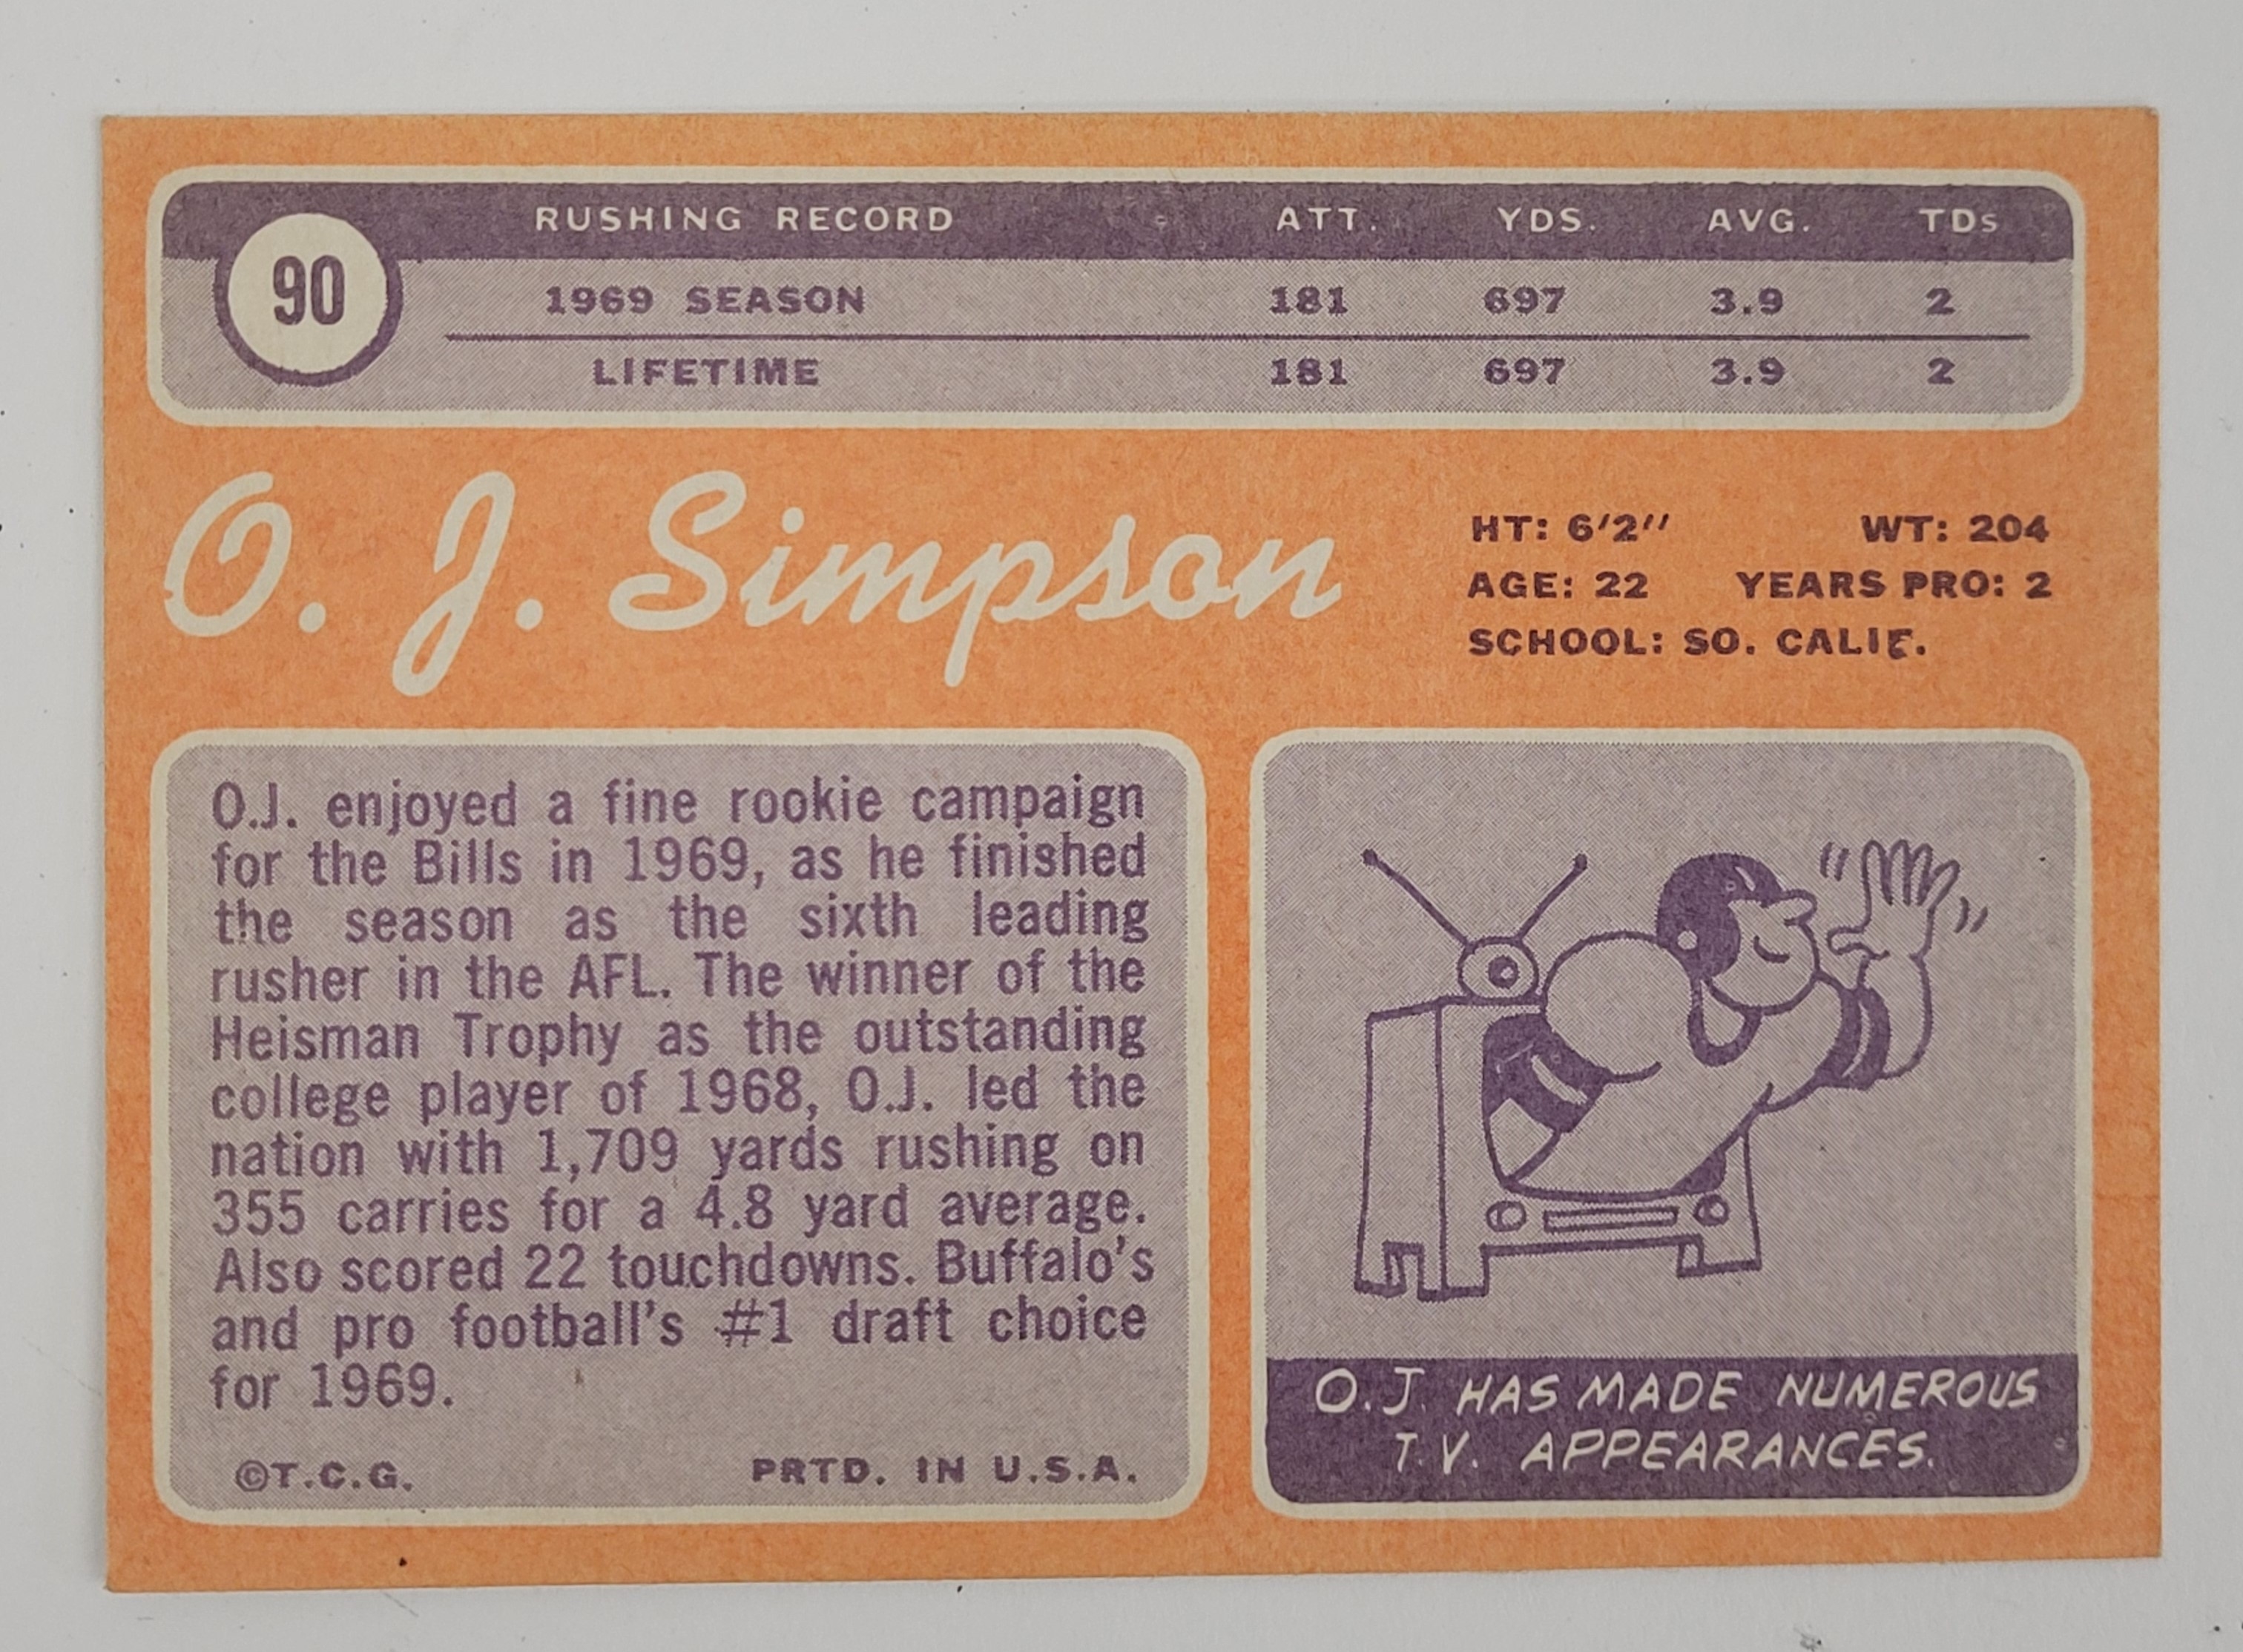 RUSHING RECORD ATT. YDS. AVG. TDs
90
1969 SEASON 181 697 3.9 2
LIFETIME 181 697 3.9 2
O. J. Simpson
HT: 6'2'' WT: 204
AGE: 22 YEARS PRO: 2
SCHOOL: SO. CALIF.
O.J. enjoyed a fine rookie campaign
for the Bills in 1969, as he finished
the season as the sixth leading
rusher in the AFL. The winner of the
Heisman Trophy as the outstanding
college player of 1968, O.J. led the
nation with 1,709 yards rushing on
355 carries for a 4.8 yard average.
Also scored 22 touchdowns. Buffalo's
and pro football's #1 draft choice
for 1969.
©T.C.G. PRTD. IN U.S.A.
O.J. HAS MADE NUMEROUS
T.V. APPEARANCES.